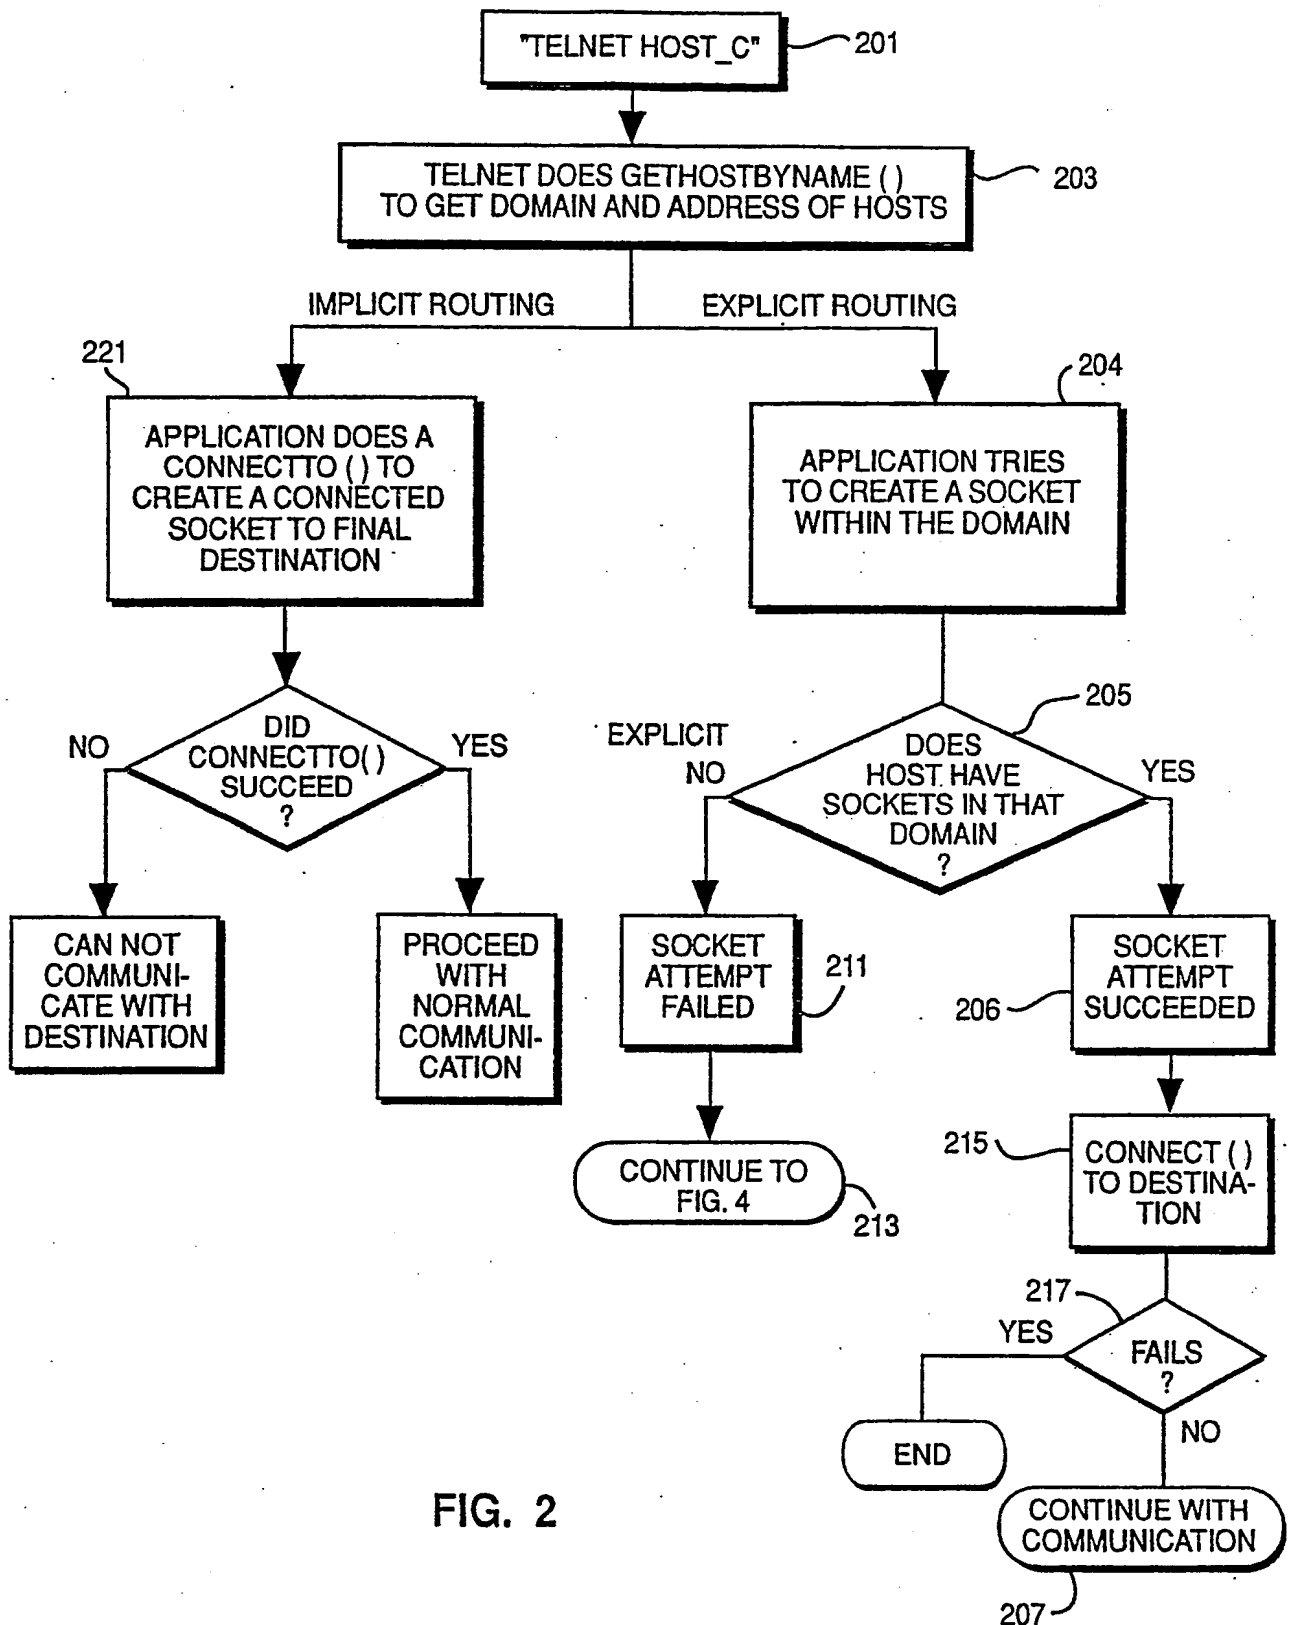 "TELNET HOST_C"
201
TELNET DOES GETHOSTBYNAME ( )
TO GET DOMAIN AND ADDRESS OF HOSTS
203
IMPLICIT ROUTING
EXPLICIT ROUTING
221
APPLICATION DOES A
CONNECTTO ( ) TO
CREATE A CONNECTED
SOCKET TO FINAL
DESTINATION
204
APPLICATION TRIES
TO CREATE A SOCKET
WITHIN THE DOMAIN
NO
DID
CONNECTTO( )
SUCCEED
?
YES
EXPLICIT
NO
205
DOES
HOST HAVE
SOCKETS IN THAT
DOMAIN
?
YES
CAN NOT
COMMUNI-
CATE WITH
DESTINATION
PROCEED
WITH
NORMAL
COMMUNI-
CATION
SOCKET
ATTEMPT
FAILED
211
206
SOCKET
ATTEMPT
SUCCEEDED
CONTINUE TO
FIG. 4
213
215
CONNECT ( )
TO DESTINA-
TION
217
YES
FAILS
?
NO
END
CONTINUE WITH
COMMUNICATION
207
FIG. 2